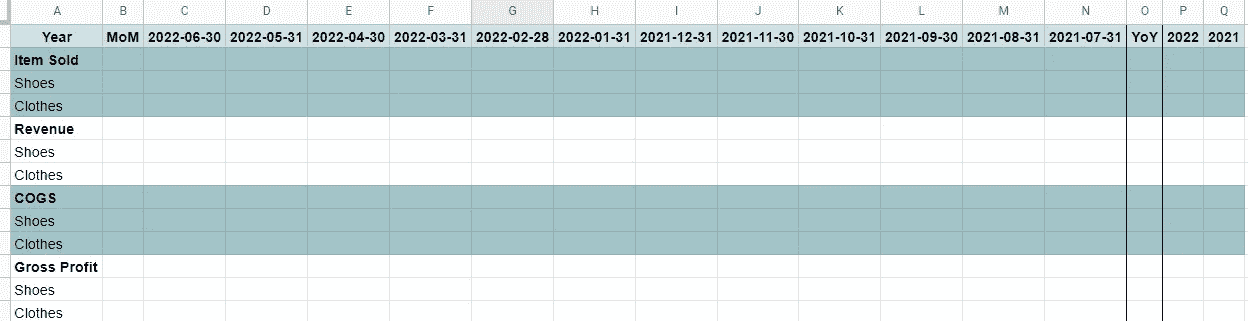 A B C D E F G H I J K L M N O P Q
Year MoM 2022-06-30 2022-05-31 2022-04-30 2022-03-31 2022-02-28 2022-01-31 2021-12-31 2021-11-30 2021-10-31 2021-09-30 2021-08-31 2021-07-31 YoY 2022 2021
Item Sold
Shoes
Clothes
Revenue
Shoes
Clothes
COGS
Shoes
Clothes
Gross Profit
Shoes
Clothes